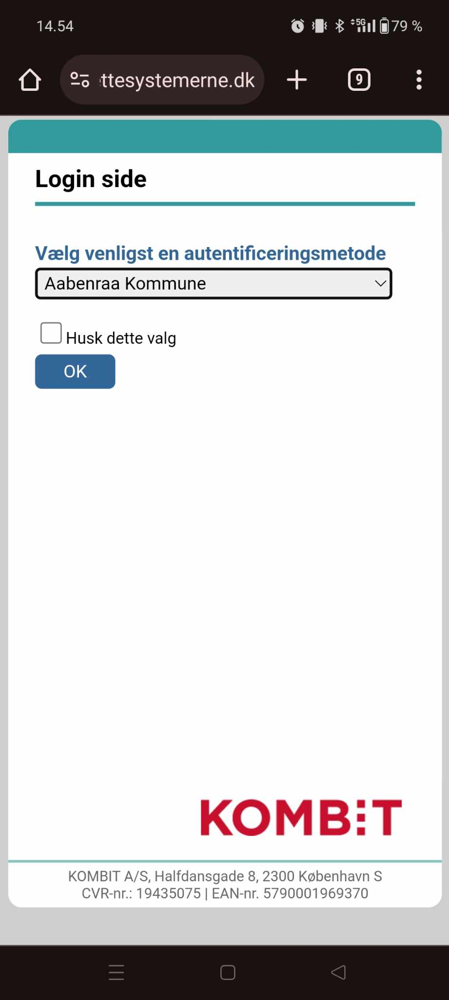 14.54
5G
79 %
ttesystemerne.dk
9
Login side
Vælg venligst en autentificeringsmetode
Aabenraa Kommune
Husk dette valg
OK
KOMBIT
KOMBIT A/S, Halfdansgade 8, 2300 København S
CVR-nr.: 19435075 | EAN-nr. 5790001969370